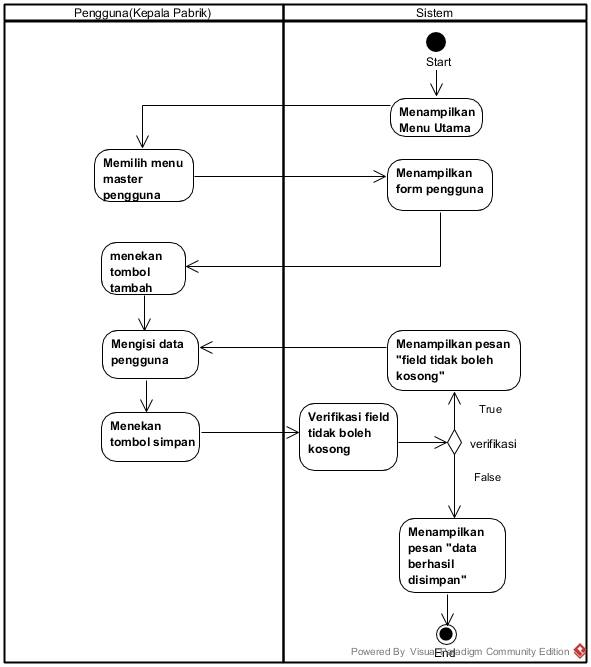 Pengguna(Kepala Pabrik)
Sistem
Start
Menampilkan
Menu Utama
Memilih menu
master
pengguna
Menampilkan
form pengguna
menekan
tombol
tambah
Mengisi data
pengguna
Menampilkan pesan
"field tidak boleh
kosong"
True
Menekan
tombol simpan
Verifikasi field
tidak boleh
kosong
verifikasi
False
Menampilkan
pesan "data
berhasil
disimpan"
End
Powered By Visual Paradigm Community Edition